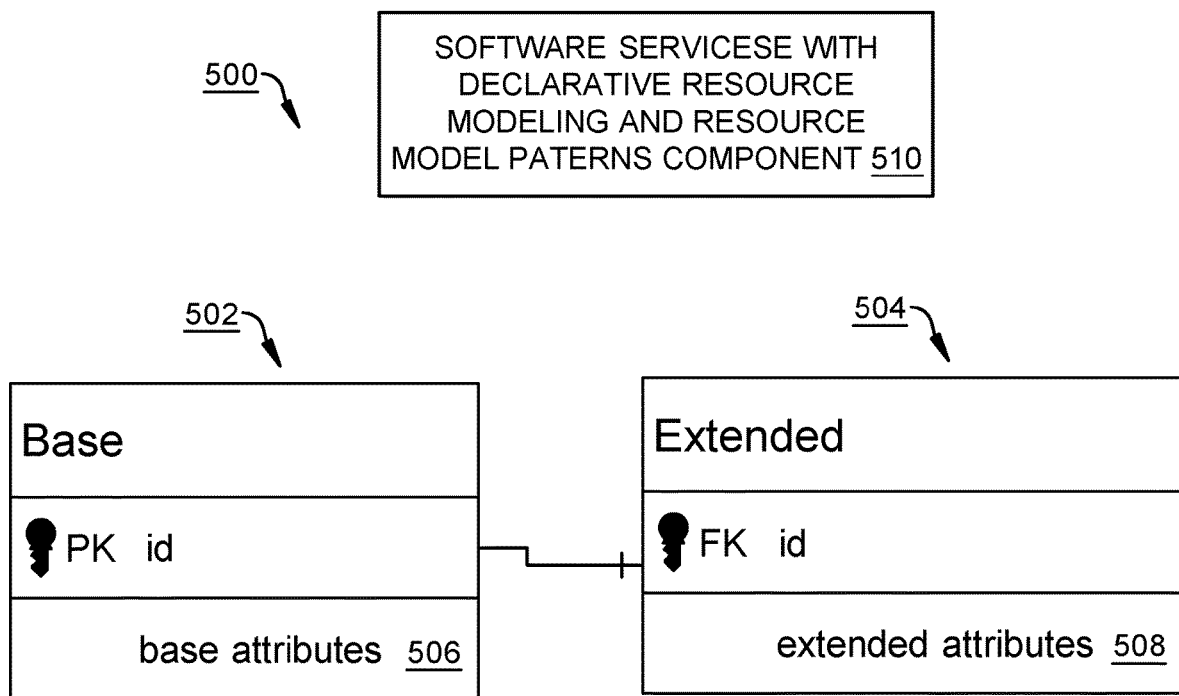 500
SOFTWARE SERVICESE WITH
DECLARATIVE RESOURCE
MODELING AND RESOURCE
MODEL PATERNS COMPONENT 510
502
504
Base
PK id
base attributes 506
Extended
FK id
extended attributes 508